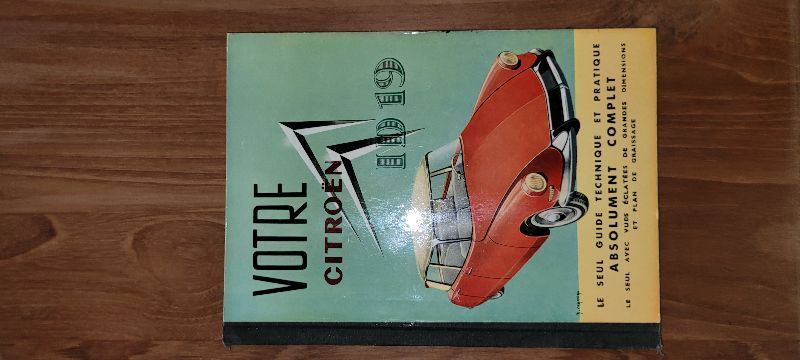 VOTRE
CITROËN
ID 19
LE SEUL GUIDE TECHNIQUE ET PRATIQUE
ABSOLUMENT COMPLET
LE SEUL AVEC VUES ÉCLATÉES DE GRANDES DIMENSIONS
ET PLAN DE GRAISSAGE